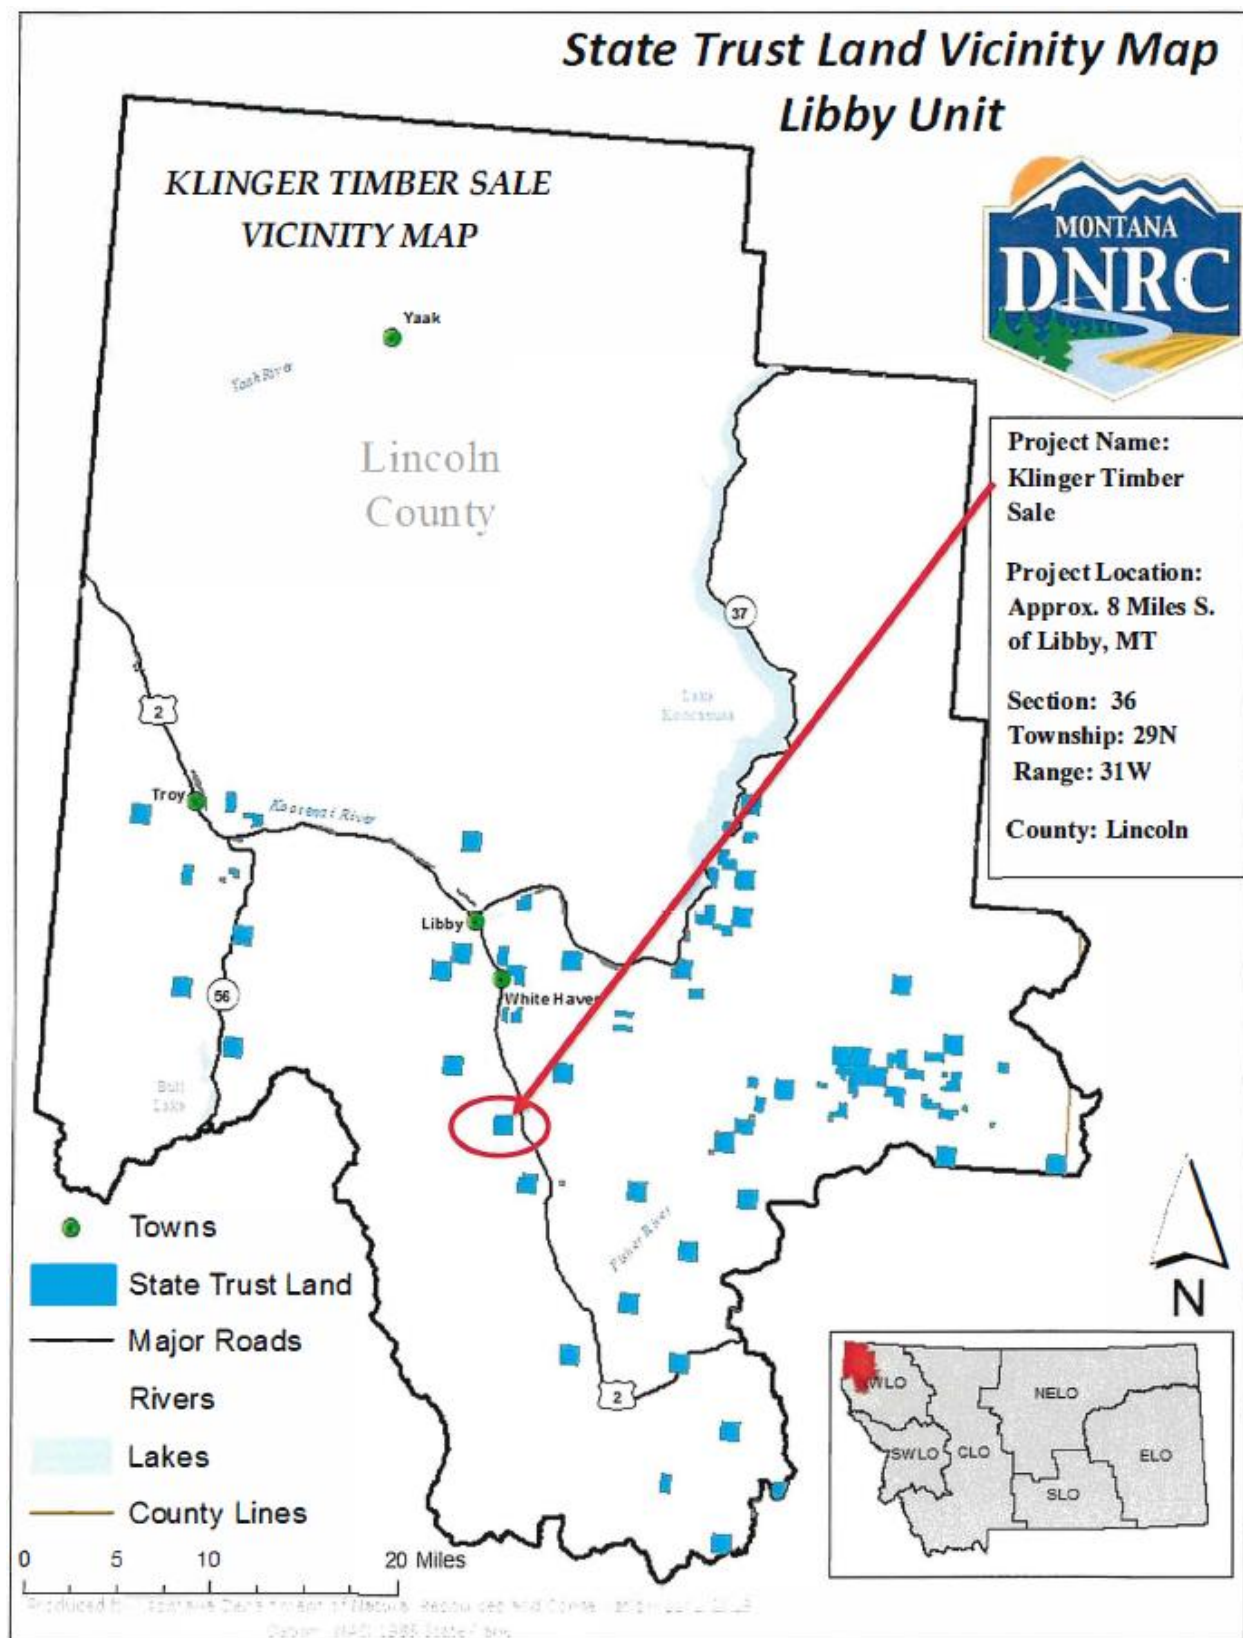 State Trust Land Vicinity Map
Libby Unit
KLINGER TIMBER SALE
VICINITY MAP
MONTANA
DNRC
Yaak
Lincoln
County
Project Name:
Klinger Timber
Sale
Project Location:
Approx. 8 Miles S.
of Libby, MT
Section: 36
Township: 29N
Range: 31W
County: Lincoln
37
Lake
2
Troy
River
Libby
White Haven
56
Bull
Lake
Fisher River
2
Towns
State Trust Land
Major Roads
Rivers
Lakes
County Lines
0 5 10 20 Miles
N
NWLO
NELO
SWLO
CLO
ELO
SLO